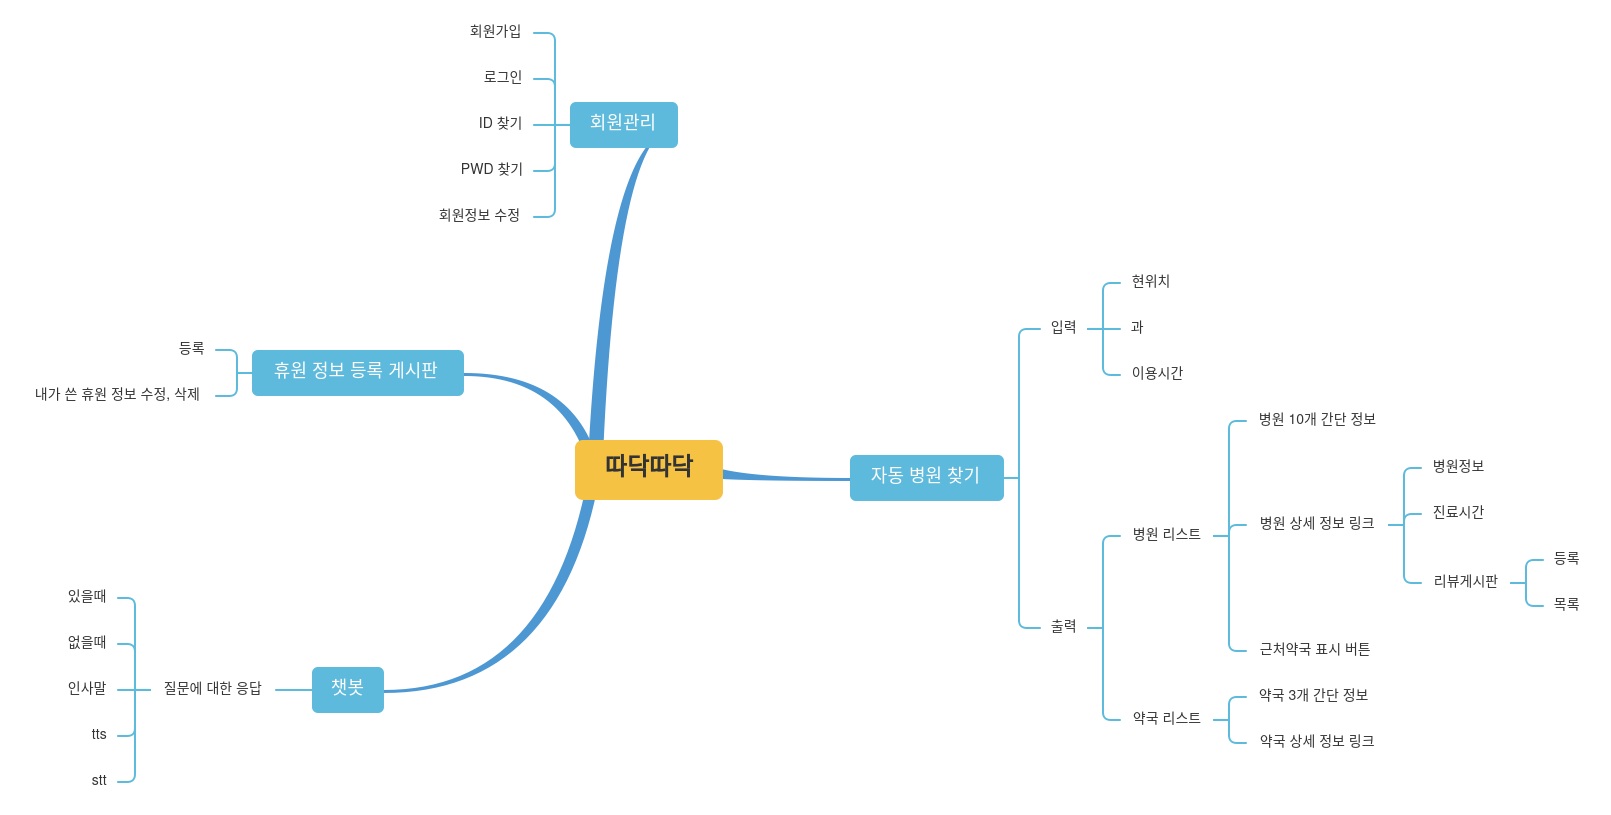 회원가입
로그인
ID 찾기
PWD 찾기
회원정보 수정
회원관리
등록
내가 쓴 휴원 정보 수정, 삭제
휴원 정보 등록 게시판
따닥따닥
있을때
없을때
인사말
tts
stt
질문에 대한 응답
챗봇
자동 병원 찾기
입력
현위치
과
이용시간
출력
병원 리스트
병원 10개 간단 정보
병원 상세 정보 링크
병원정보
진료시간
리뷰게시판
등록
목록
근처약국 표시 버튼
약국 리스트
약국 3개 간단 정보
약국 상세 정보 링크